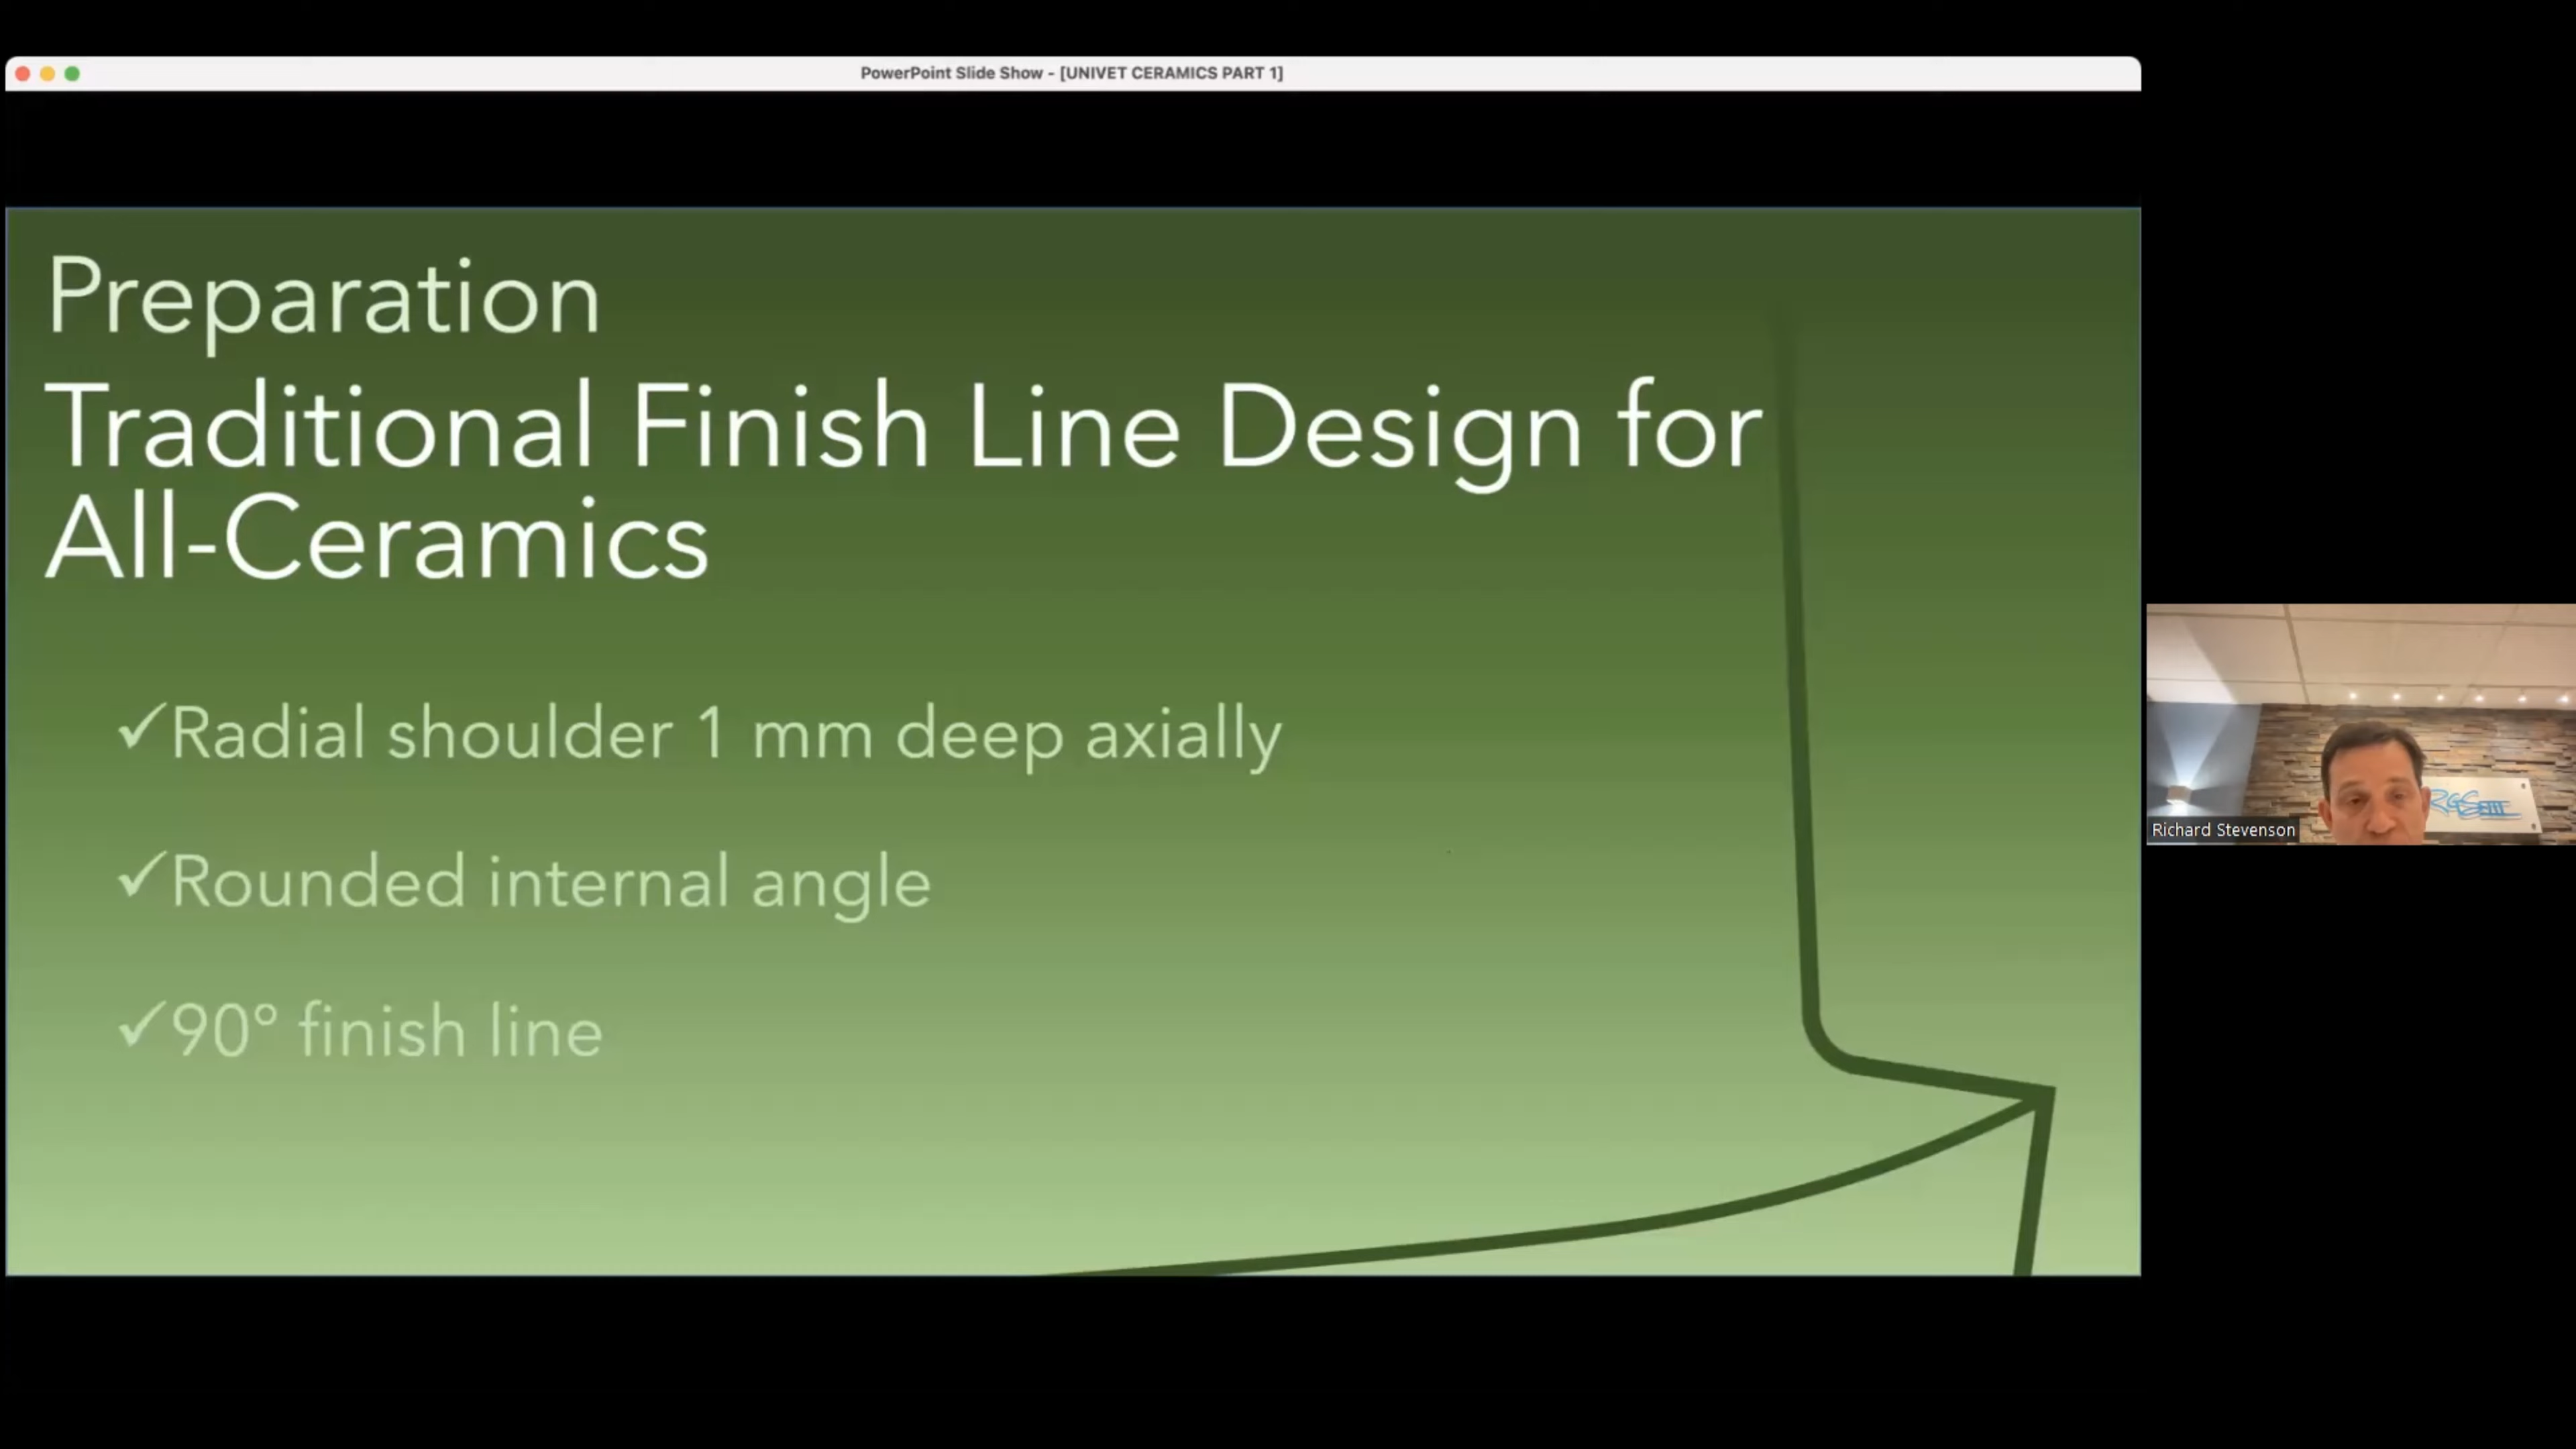 PowerPoint Slide Show - [UNIVET CERAMICS PART 1]
Preparation
Traditional Finish Line Design for
All-Ceramics
✓Radial shoulder 1 mm deep axially
✓Rounded internal angle
✓90° finish line
Richard Stevenson